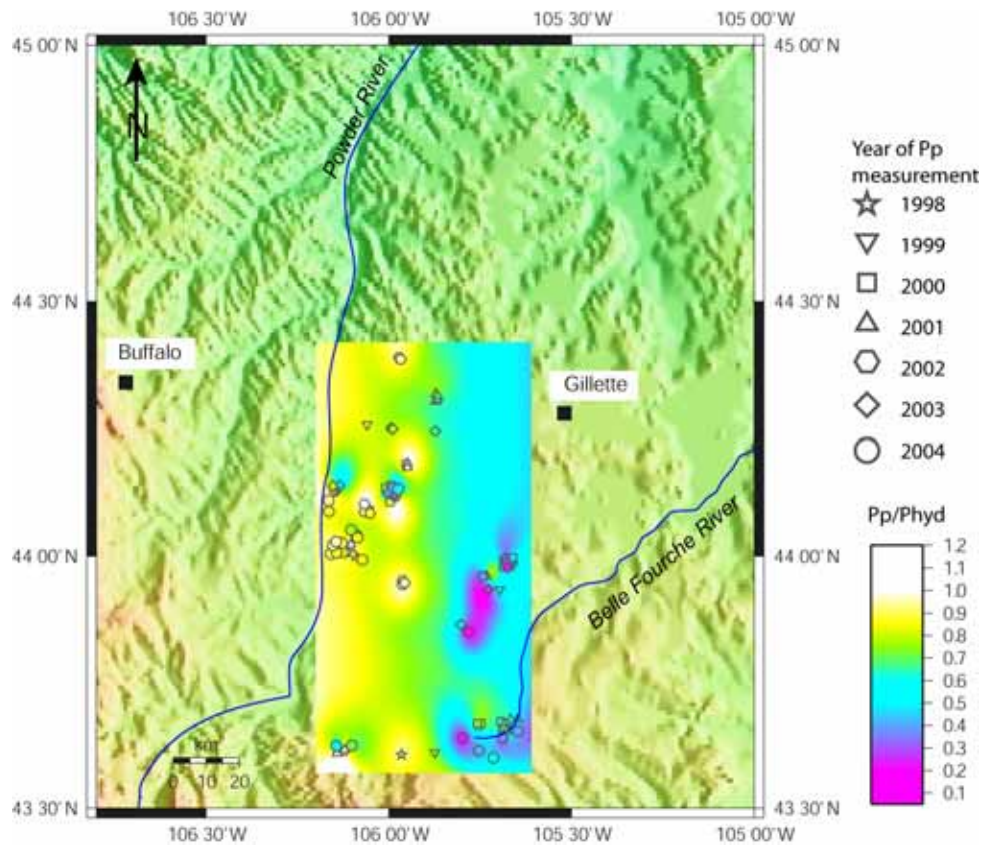 106 30' W 106 00' W 105 30' W 105 00' W
45 00' N 45 00' N
N
Powder River
44 30' N 44 30' N
Buffalo
Gillette
44 00' N 44 00' N
Belle Fourche River
km
0 10 20
43 30' N 43 30' N
106 30' W 106 00' W 105 30' W 105 00' W
Year of Pp
measurement
1998
1999
2000
2001
2002
2003
2004
Pp/Phyd
1.2
1.1
1.0
0.9
0.8
0.7
0.6
0.5
0.4
0.3
0.2
0.1